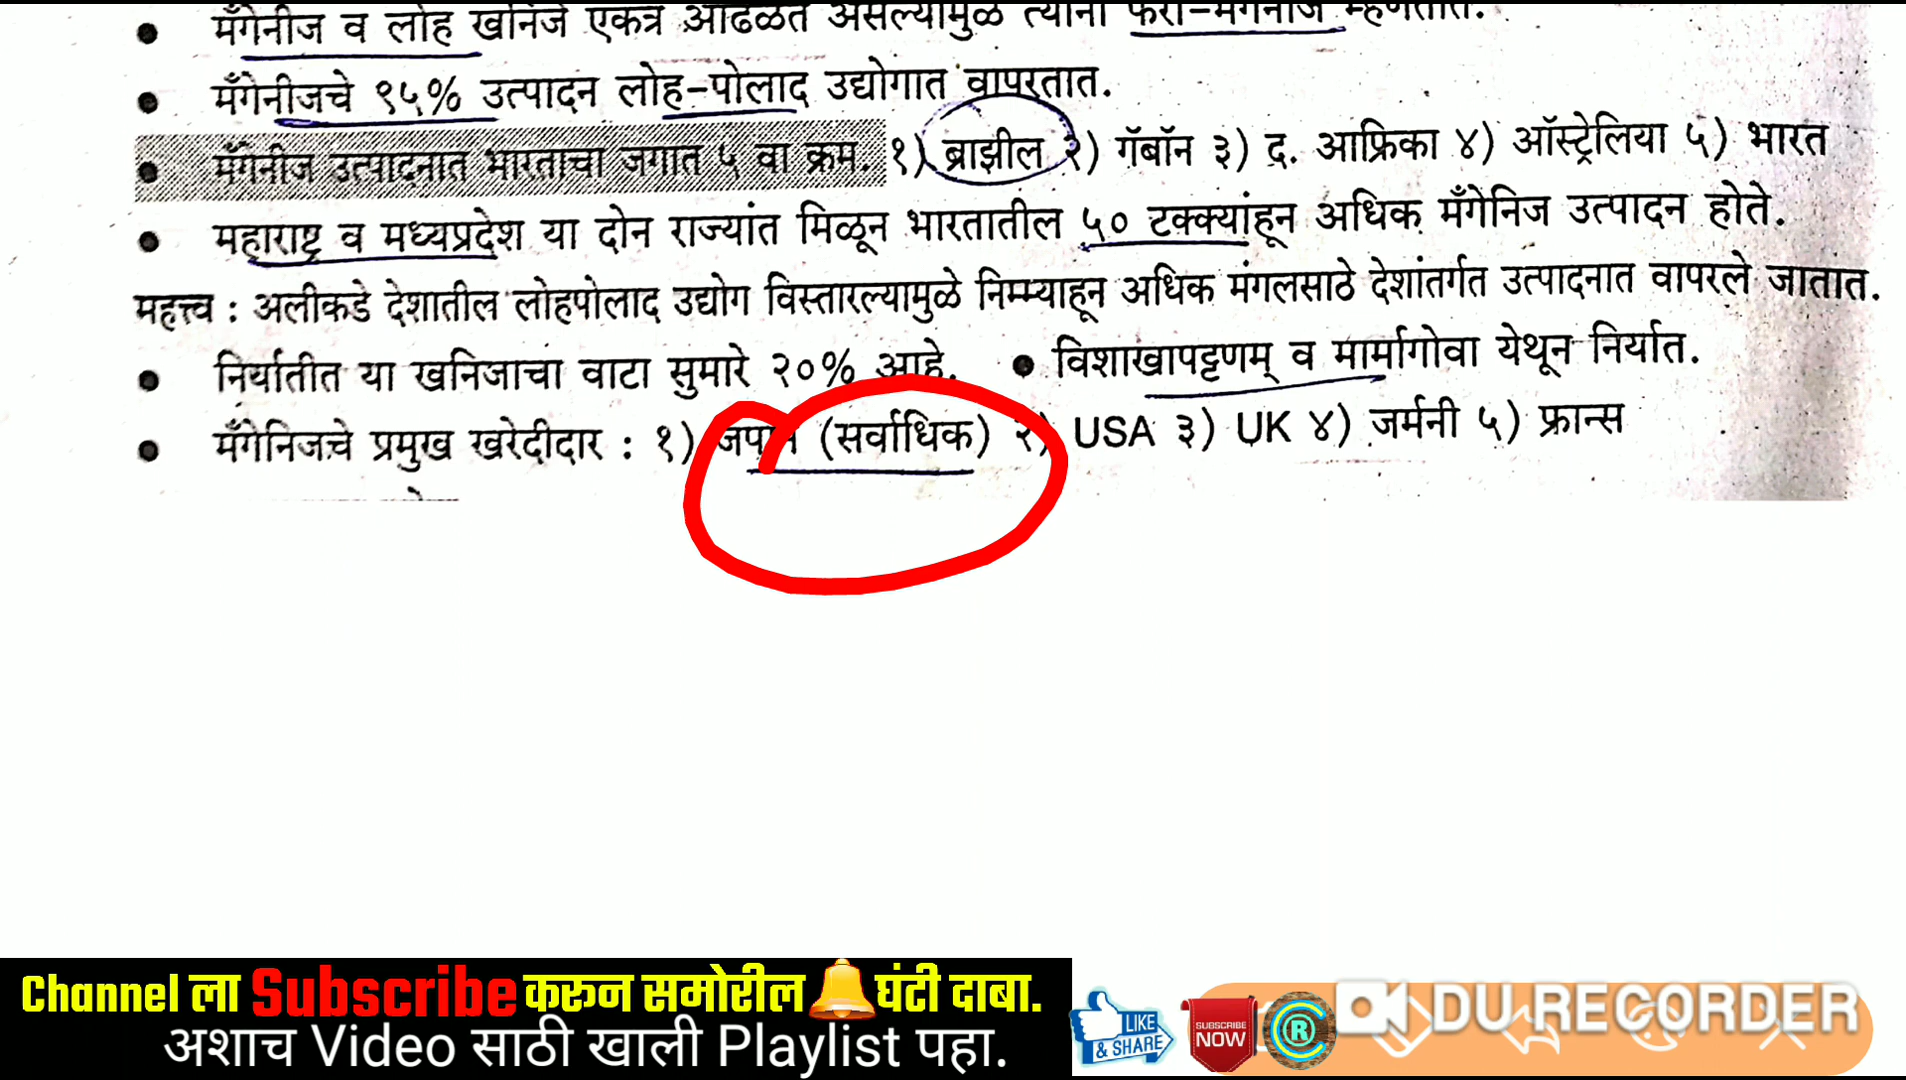 ● मँगेनीज व लोह खनिजे एकत्र आढळत असल्यामुळे त्यांना फेरो-मँगनीज म्हणतात.
● मँगेनीजचे ९५% उत्पादन लोह-पोलाद उद्योगात वापरतात.
● मँगेनीज उत्पादनात भारताचा जगात ५ वा क्रम. १) ब्राझील २) गॅबॉन ३) द. आफ्रिका ४) ऑस्ट्रेलिया ५) भारत
● महाराष्ट्र व मध्यप्रदेश या दोन राज्यांत मिळून भारतातील ५० टक्क्यांहून अधिक मँगेनिज उत्पादन होते.
महत्त्व : अलीकडे देशातील लोहपोलाद उद्योग विस्तारल्यामुळे निम्म्याहून अधिक मंगलसाठे देशांतर्गत उत्पादनात वापरले जातात.
● निर्यातीत या खनिजाचा वाटा सुमारे २०% आहे. ● विशाखापट्टणम् व मार्मागोवा येथून निर्यात.
● मँगेनिजचे प्रमुख खरेदीदार : १) जपान (सर्वाधिक) २) USA ३) UK ४) जर्मनी ५) फ्रान्स
Channel ला Subscribe करून समोरील घंटी दाबा.
अशाच Video साठी खाली Playlist पहा.
LIKE
& SHARE
SUBSCRIBE
NOW
®
DU RECORDER